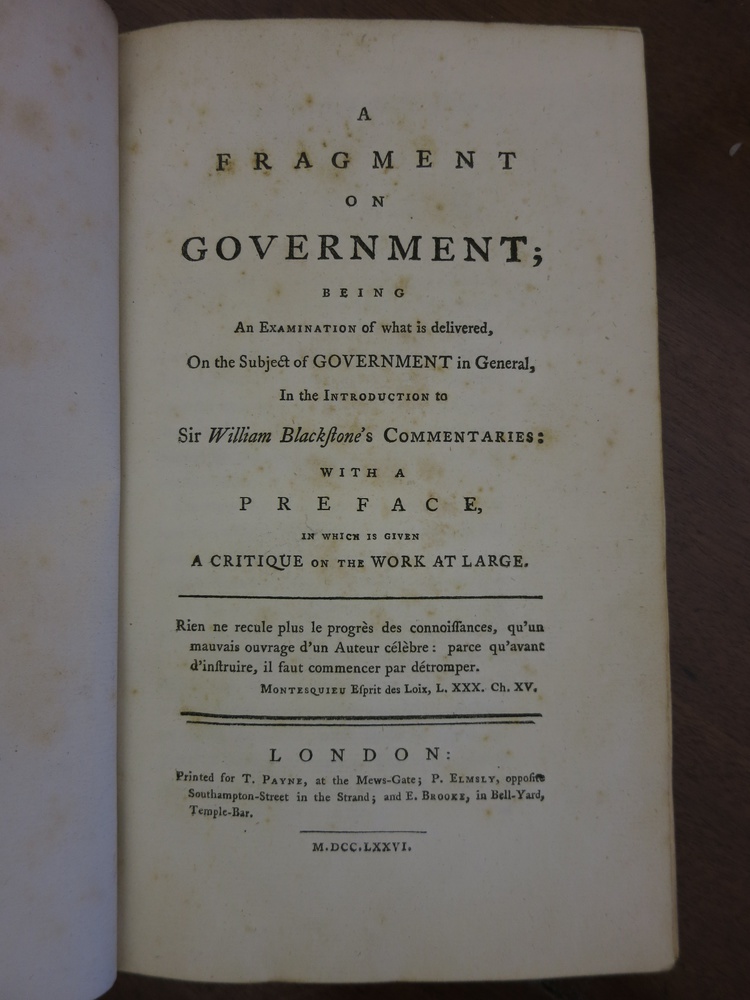 A
FRAGMENT
ON
GOVERNMENT;
BEING
An EXAMINATION of what is delivered,
On the Subject of GOVERNMENT in General,
In the INTRODUCTION to
Sir William Blackſtone's COMMENTARIES:
WITH A
PREFACE,
IN WHICH IS GIVEN
A CRITIQUE ON THE WORK AT LARGE.
Rien ne recule plus le progrès des connoiſſances, qu'un
mauvais ouvrage d'un Auteur célèbre: parce qu'avant
d'inſtruire, il faut commencer par détromper.
MONTESQUIEU Eſprit des Loix, L. XXX. Ch. XV.
LONDON:
Printed for T. PAYNE, at the Mews-Gate; P. ELMSLY, oppoſite
Southampton-Street in the Strand; and E. BROOKE, in Bell-Yard,
Temple-Bar.
M.DCC.LXXVI.